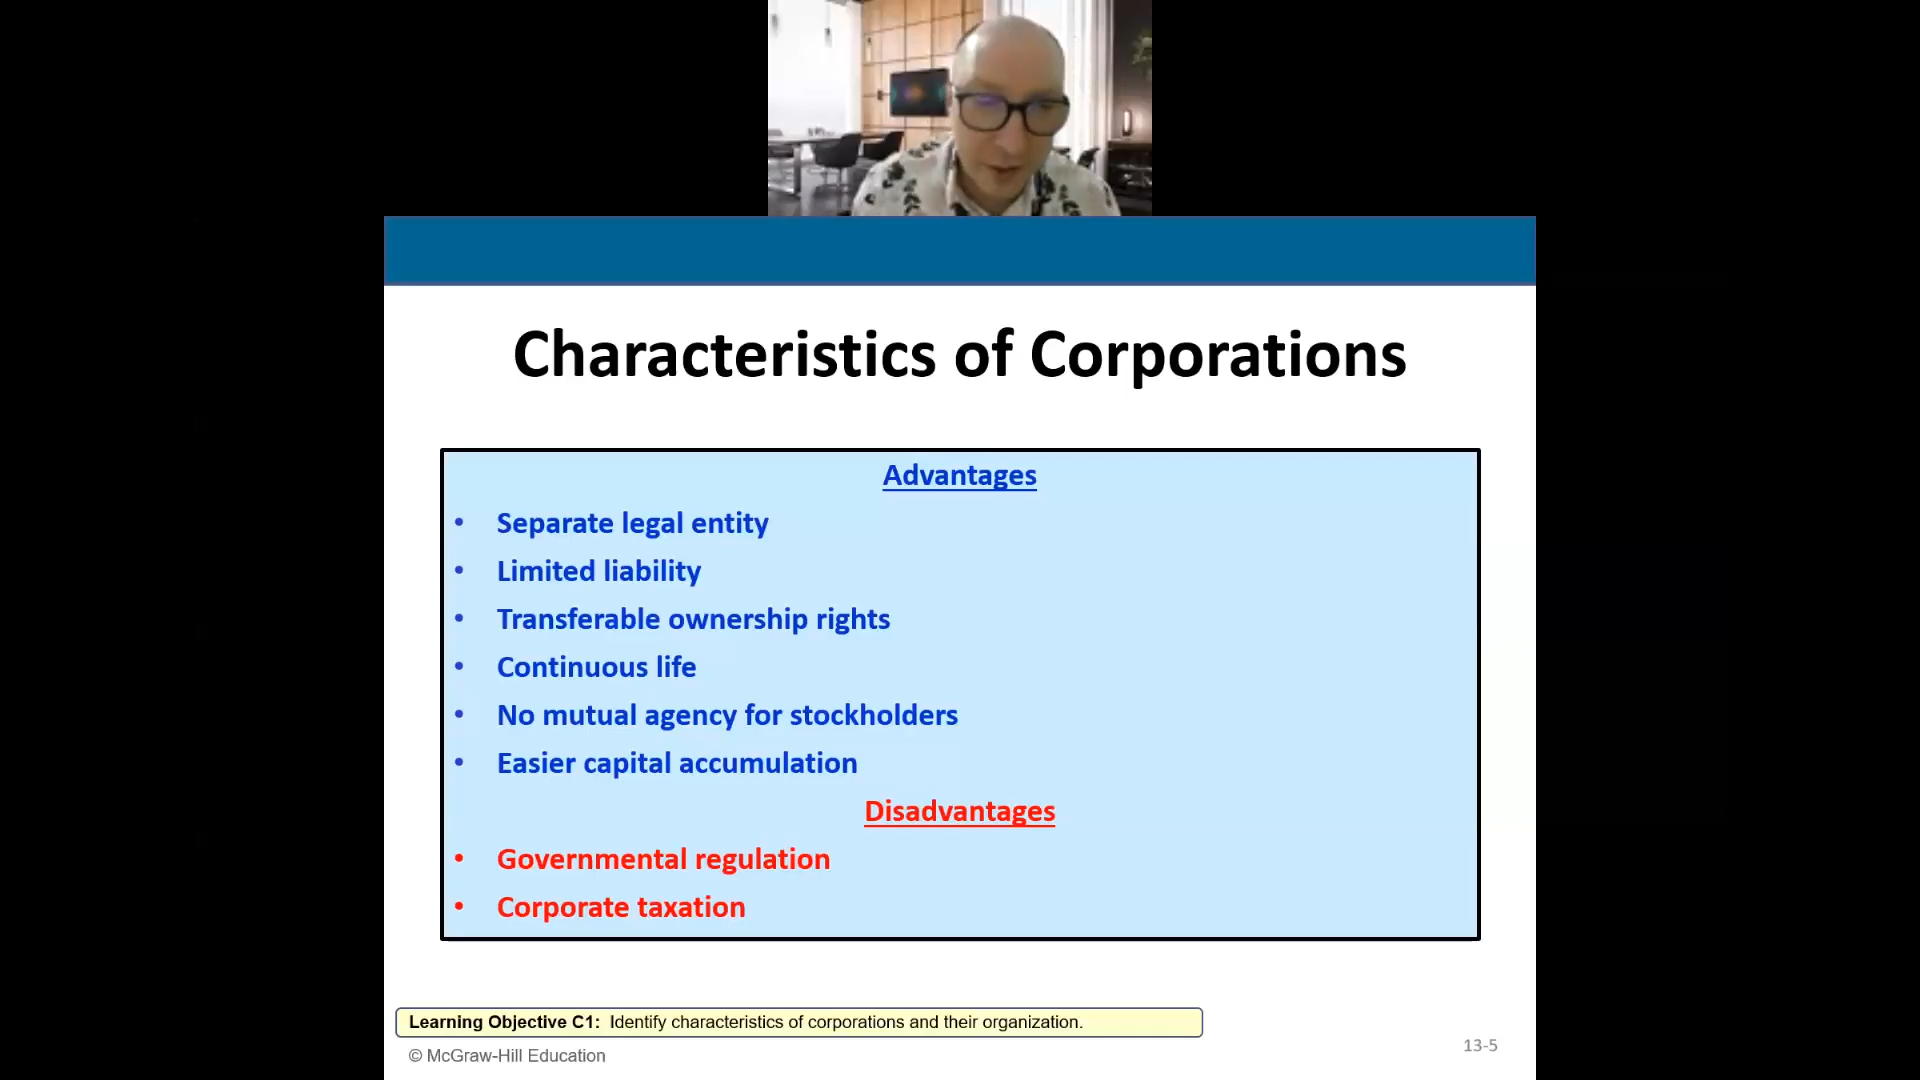 Characteristics of Corporations
Advantages
• Separate legal entity
• Limited liability
• Transferable ownership rights
• Continuous life
• No mutual agency for stockholders
• Easier capital accumulation
Disadvantages
• Governmental regulation
• Corporate taxation
Learning Objective C1: Identify characteristics of corporations and their organization.
© McGraw-Hill Education
13-5